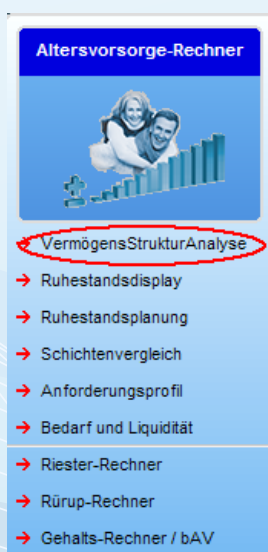 Altersvorsorge-Rechner
VermögensStrukturAnalyse
Ruhestandsdisplay
Ruhestandsplanung
Schichtenvergleich
Anforderungsprofil
Bedarf und Liquidität
Riester-Rechner
Rürup-Rechner
Gehalts-Rechner / bAV